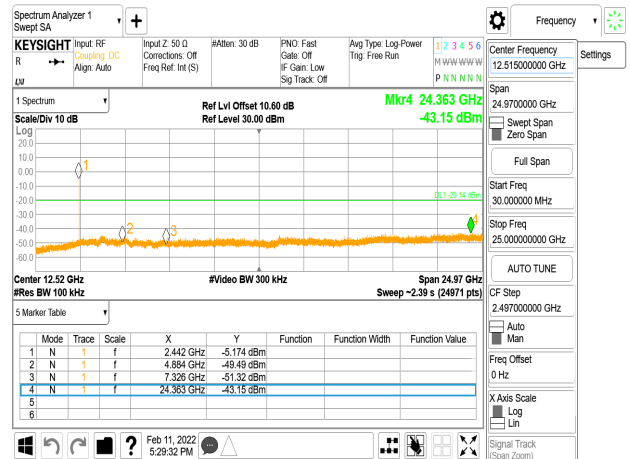 Spectrum Analyzer 1
Swept SA
Frequency
KEYSIGHT
R
Input: RF
Coupling: DC
Align: Auto
Input Z: 50 Ω
Corrections: Off
Freq Ref: Int (S)
#Atten: 30 dB
PNO: Fast
Gate: Off
IF Gain: Low
Sig Track: Off
Avg Type: Log-Power
Trig: Free Run
1 2 3 4 5 6
M W W W W W
P N N N N N
1 Spectrum
Scale/Div 10 dB
Log
Ref Lvl Offset 10.60 dB
Ref Level 30.00 dBm
Mkr4 24.363 GHz
-43.15 dBm
20.0
10.0
0.00
-10.0
-20.0
-30.0
-40.0
-50.0
-60.0
1
2
3
4
DL1 -20.14 dBm
Center 12.52 GHz
#Res BW 100 kHz
#Video BW 300 kHz
Span 24.97 GHz
Sweep ~2.39 s (24971 pts)
5 Marker Table
Mode Trace Scale X Y Function Function Width Function Value
1 N 1 f 2.442 GHz -5.174 dBm
2 N 1 f 4.884 GHz -49.49 dBm
3 N 1 f 7.326 GHz -51.32 dBm
4 N 1 f 24.363 GHz -43.15 dBm
5
6
?
Feb 11, 2022
5:29:32 PM
Center Frequency
12.515000000 GHz
Settings
Span
24.9700000 GHz
Swept Span
Zero Span
Full Span
Start Freq
30.000000 MHz
Stop Freq
25.000000000 GHz
AUTO TUNE
CF Step
2.497000000 GHz
Auto
Man
Freq Offset
0 Hz
X Axis Scale
Log
Lin
Signal Track
(Span Zoom)